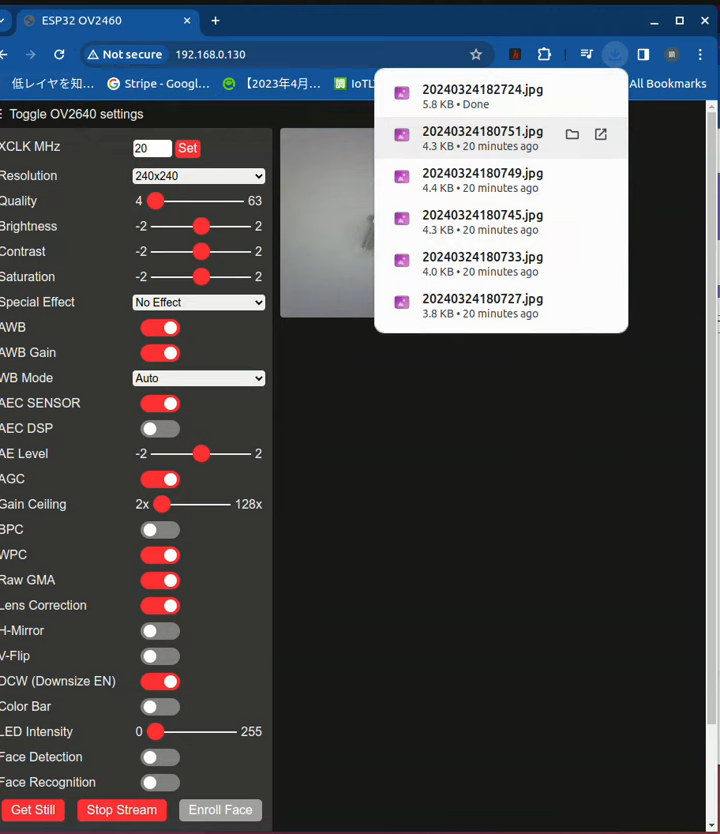 ESP32 OV2460
Not secure 192.168.0.130
低レイヤを知... Stripe - Googl... 【2023年4月... IoTLT All Bookmarks
Toggle OV2640 settings
XCLK MHz 20 Set
Resolution 240x240
Quality 4 63
Brightness -2 2
Contrast -2 2
Saturation -2 2
Special Effect No Effect
AWB
AWB Gain
WB Mode Auto
AEC SENSOR
AEC DSP
AE Level -2 2
AGC
Gain Ceiling 2x 128x
BPC
WPC
Raw GMA
Lens Correction
H-Mirror
V-Flip
DCW (Downsize EN)
Color Bar
LED Intensity 0 255
Face Detection
Face Recognition
Get Still Stop Stream Enroll Face
20240324182724.jpg
5.8 KB • Done
20240324180751.jpg
4.3 KB • 20 minutes ago
20240324180749.jpg
4.4 KB • 20 minutes ago
20240324180745.jpg
4.3 KB • 20 minutes ago
20240324180733.jpg
4.0 KB • 20 minutes ago
20240324180727.jpg
3.8 KB • 20 minutes ago